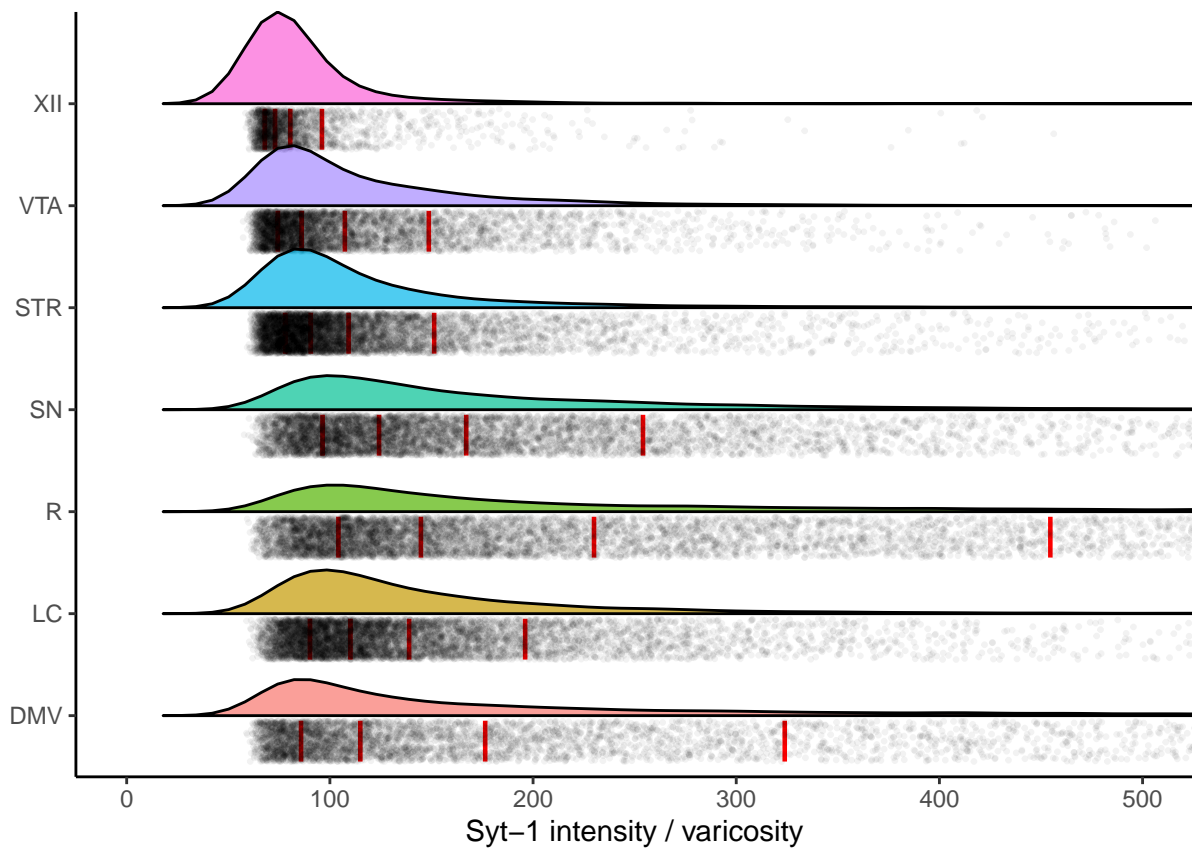 XII
VTA
STR
SN
R
LC
DMV
0 100 200 300 400 500
Syt−1 intensity / varicosity